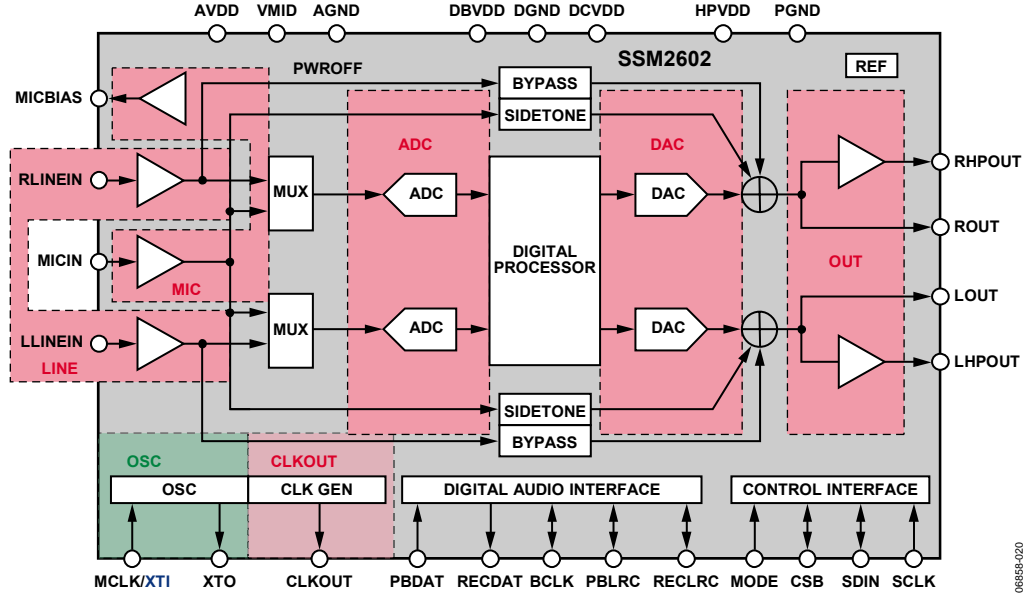 AVDD VMID AGND DBVDD DGND DCVDD HPVDD PGND
SSM2602
PWROFF
REF
MICBIAS
BYPASS
SIDETONE
ADC
DAC
RLINEIN
MUX
ADC
DAC
RHPOUT
ROUT
MICIN
MIC
DIGITAL
PROCESSOR
OUT
LOUT
LLINEIN
MUX
ADC
DAC
LINE
LHPOUT
SIDETONE
BYPASS
OSC
CLKOUT
OSC
CLK GEN
DIGITAL AUDIO INTERFACE
CONTROL INTERFACE
MCLK/XTI XTO CLKOUT PBDAT RECDAT BCLK PBLRC RECLRC MODE CSB SDIN SCLK
06858-020